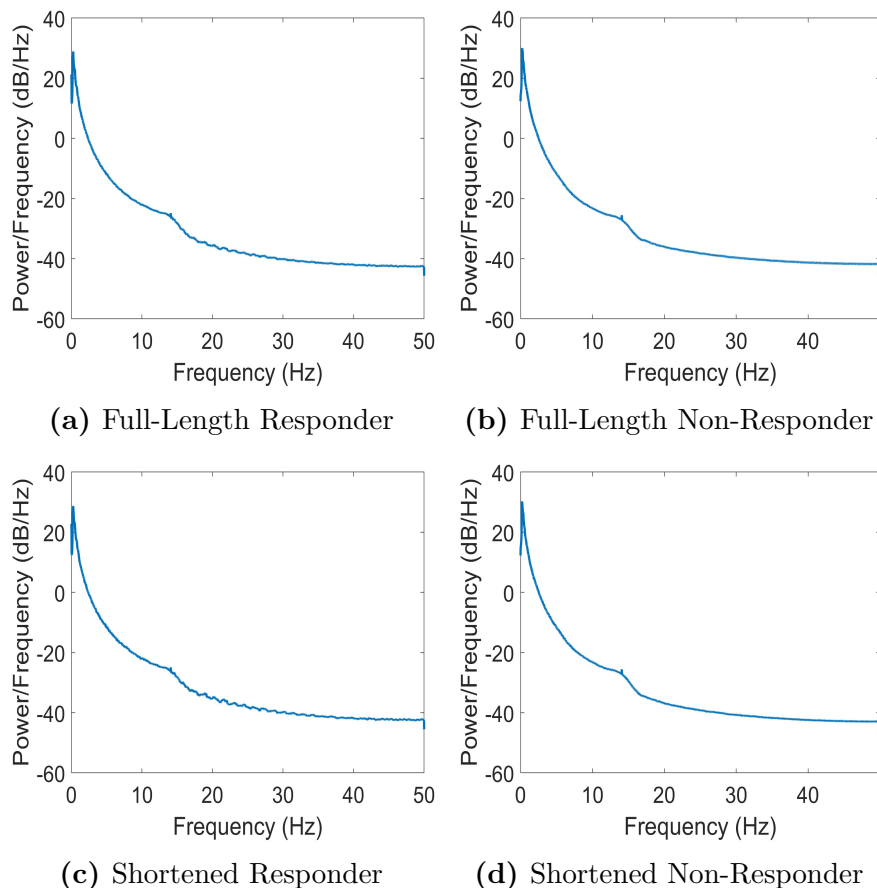 40
20
0
-20
-40
-60
Power/Frequency (dB/Hz)
0 10 20 30 40 50
Frequency (Hz)
(a) Full-Length Responder
40
20
0
-20
-40
-60
Power/Frequency (dB/Hz)
0 10 20 30 40
Frequency (Hz)
(b) Full-Length Non-Responder
40
20
0
-20
-40
-60
Power/Frequency (dB/Hz)
0 10 20 30 40 50
Frequency (Hz)
(c) Shortened Responder
40
20
0
-20
-40
-60
Power/Frequency (dB/Hz)
0 10 20 30 40
Frequency (Hz)
(d) Shortened Non-Responder